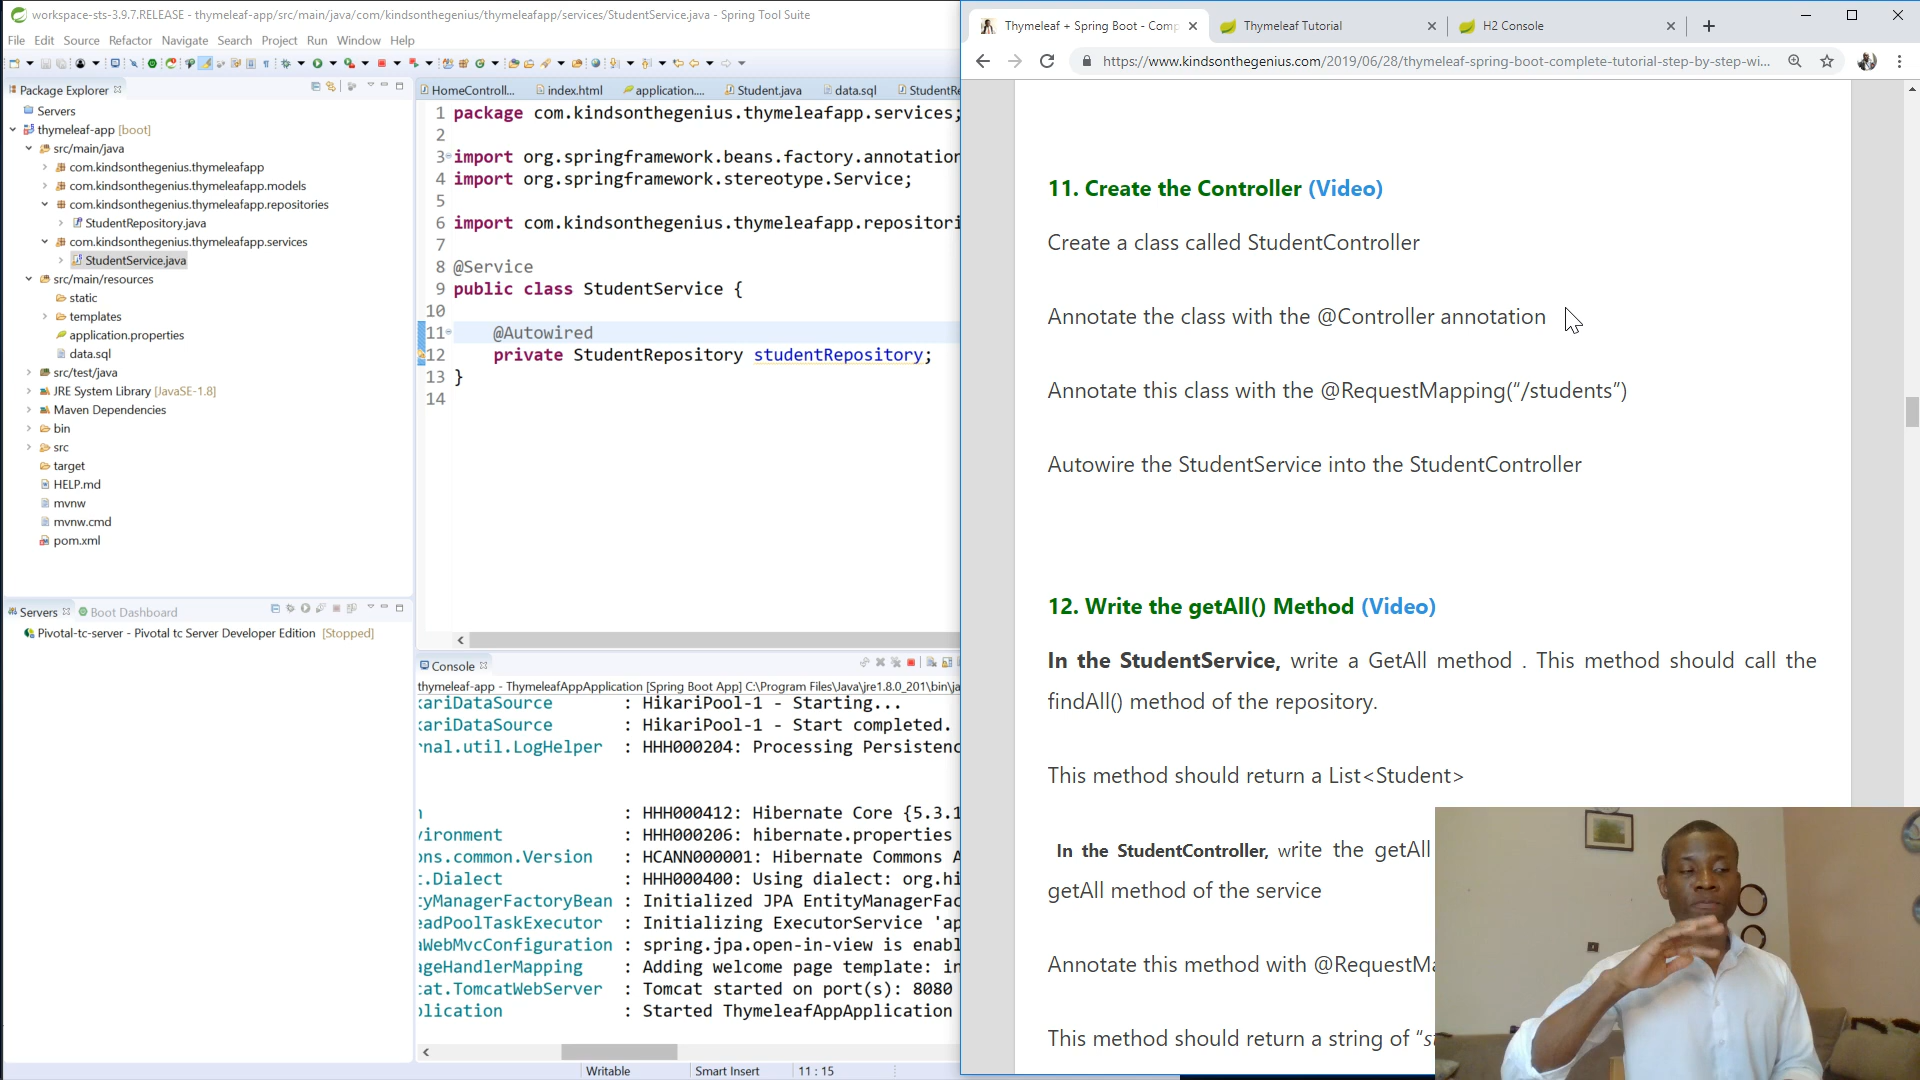 workspace-sts-3.9.7.RELEASE - thymeleaf-app/src/main/java/com/kindsonthegenius/thymeleafapp/services/StudentService.java - Spring Tool Suite
File Edit Source Refactor Navigate Search Project Run Window Help
Package Explorer
Servers
thymeleaf-app [boot]
src/main/java
com.kindsonthegenius.thymeleafapp
com.kindsonthegenius.thymeleafapp.models
com.kindsonthegenius.thymeleafapp.repositories
StudentRepository.java
com.kindsonthegenius.thymeleafapp.services
StudentService.java
src/main/resources
static
templates
application.properties
data.sql
src/test/java
JRE System Library [JavaSE-1.8]
Maven Dependencies
bin
src
target
HELP.md
mvnw
mvnw.cmd
pom.xml
Servers Boot Dashboard
Pivotal-tc-server - Pivotal tc Server Developer Edition [Stopped]
HomeControll... index.html application.... Student.java data.sql StudentRe
1 package com.kindsonthegenius.thymeleafapp.services;
2
3 import org.springframework.beans.factory.annotation
4 import org.springframework.stereotype.Service;
5
6 import com.kindsonthegenius.thymeleafapp.repositori
7
8 @Service
9 public class StudentService {
10
11 @Autowired
12 private StudentRepository studentRepository;
13 }
14
Console
thymeleaf-app - ThymeleafAppApplication [Spring Boot App] C:\Program Files\Java\jre1.8.0_201\bin\ja
kariDataSource : HikariPool-1 - Starting...
kariDataSource : HikariPool-1 - Start completed.
rnal.util.LogHelper : HHH000204: Processing Persistenc
n : HHH000412: Hibernate Core {5.3.1
vironment : HHH000206: hibernate.properties
ons.common.Version : HCANN000001: Hibernate Commons A
t.Dialect : HHH000400: Using dialect: org.hi
tyManagerFactoryBean : Initialized JPA EntityManagerFac
eadPoolTaskExecutor : Initializing ExecutorService 'ap
aWebMvcConfiguration : spring.jpa.open-in-view is enabl
ageHandlerMapping : Adding welcome page template: in
cat.TomcatWebServer : Tomcat started on port(s): 8080
plication : Started ThymeleafAppApplication
Writable Smart Insert 11 : 15
Thymeleaf + Spring Boot - Comp Thymeleaf Tutorial H2 Console
https://www.kindsonthegenius.com/2019/06/28/thymeleaf-spring-boot-complete-tutorial-step-by-step-wi...
11. Create the Controller (Video)
Create a class called StudentController
Annotate the class with the @Controller annotation
Annotate this class with the @RequestMapping(“/students”)
Autowire the StudentService into the StudentController
12. Write the getAll() Method (Video)
In the StudentService, write a GetAll method . This method should call the
findAll() method of the repository.
This method should return a List<Student>
In the StudentController, write the getAll
getAll method of the service
Annotate this method with @RequestMa
This method should return a string of “st